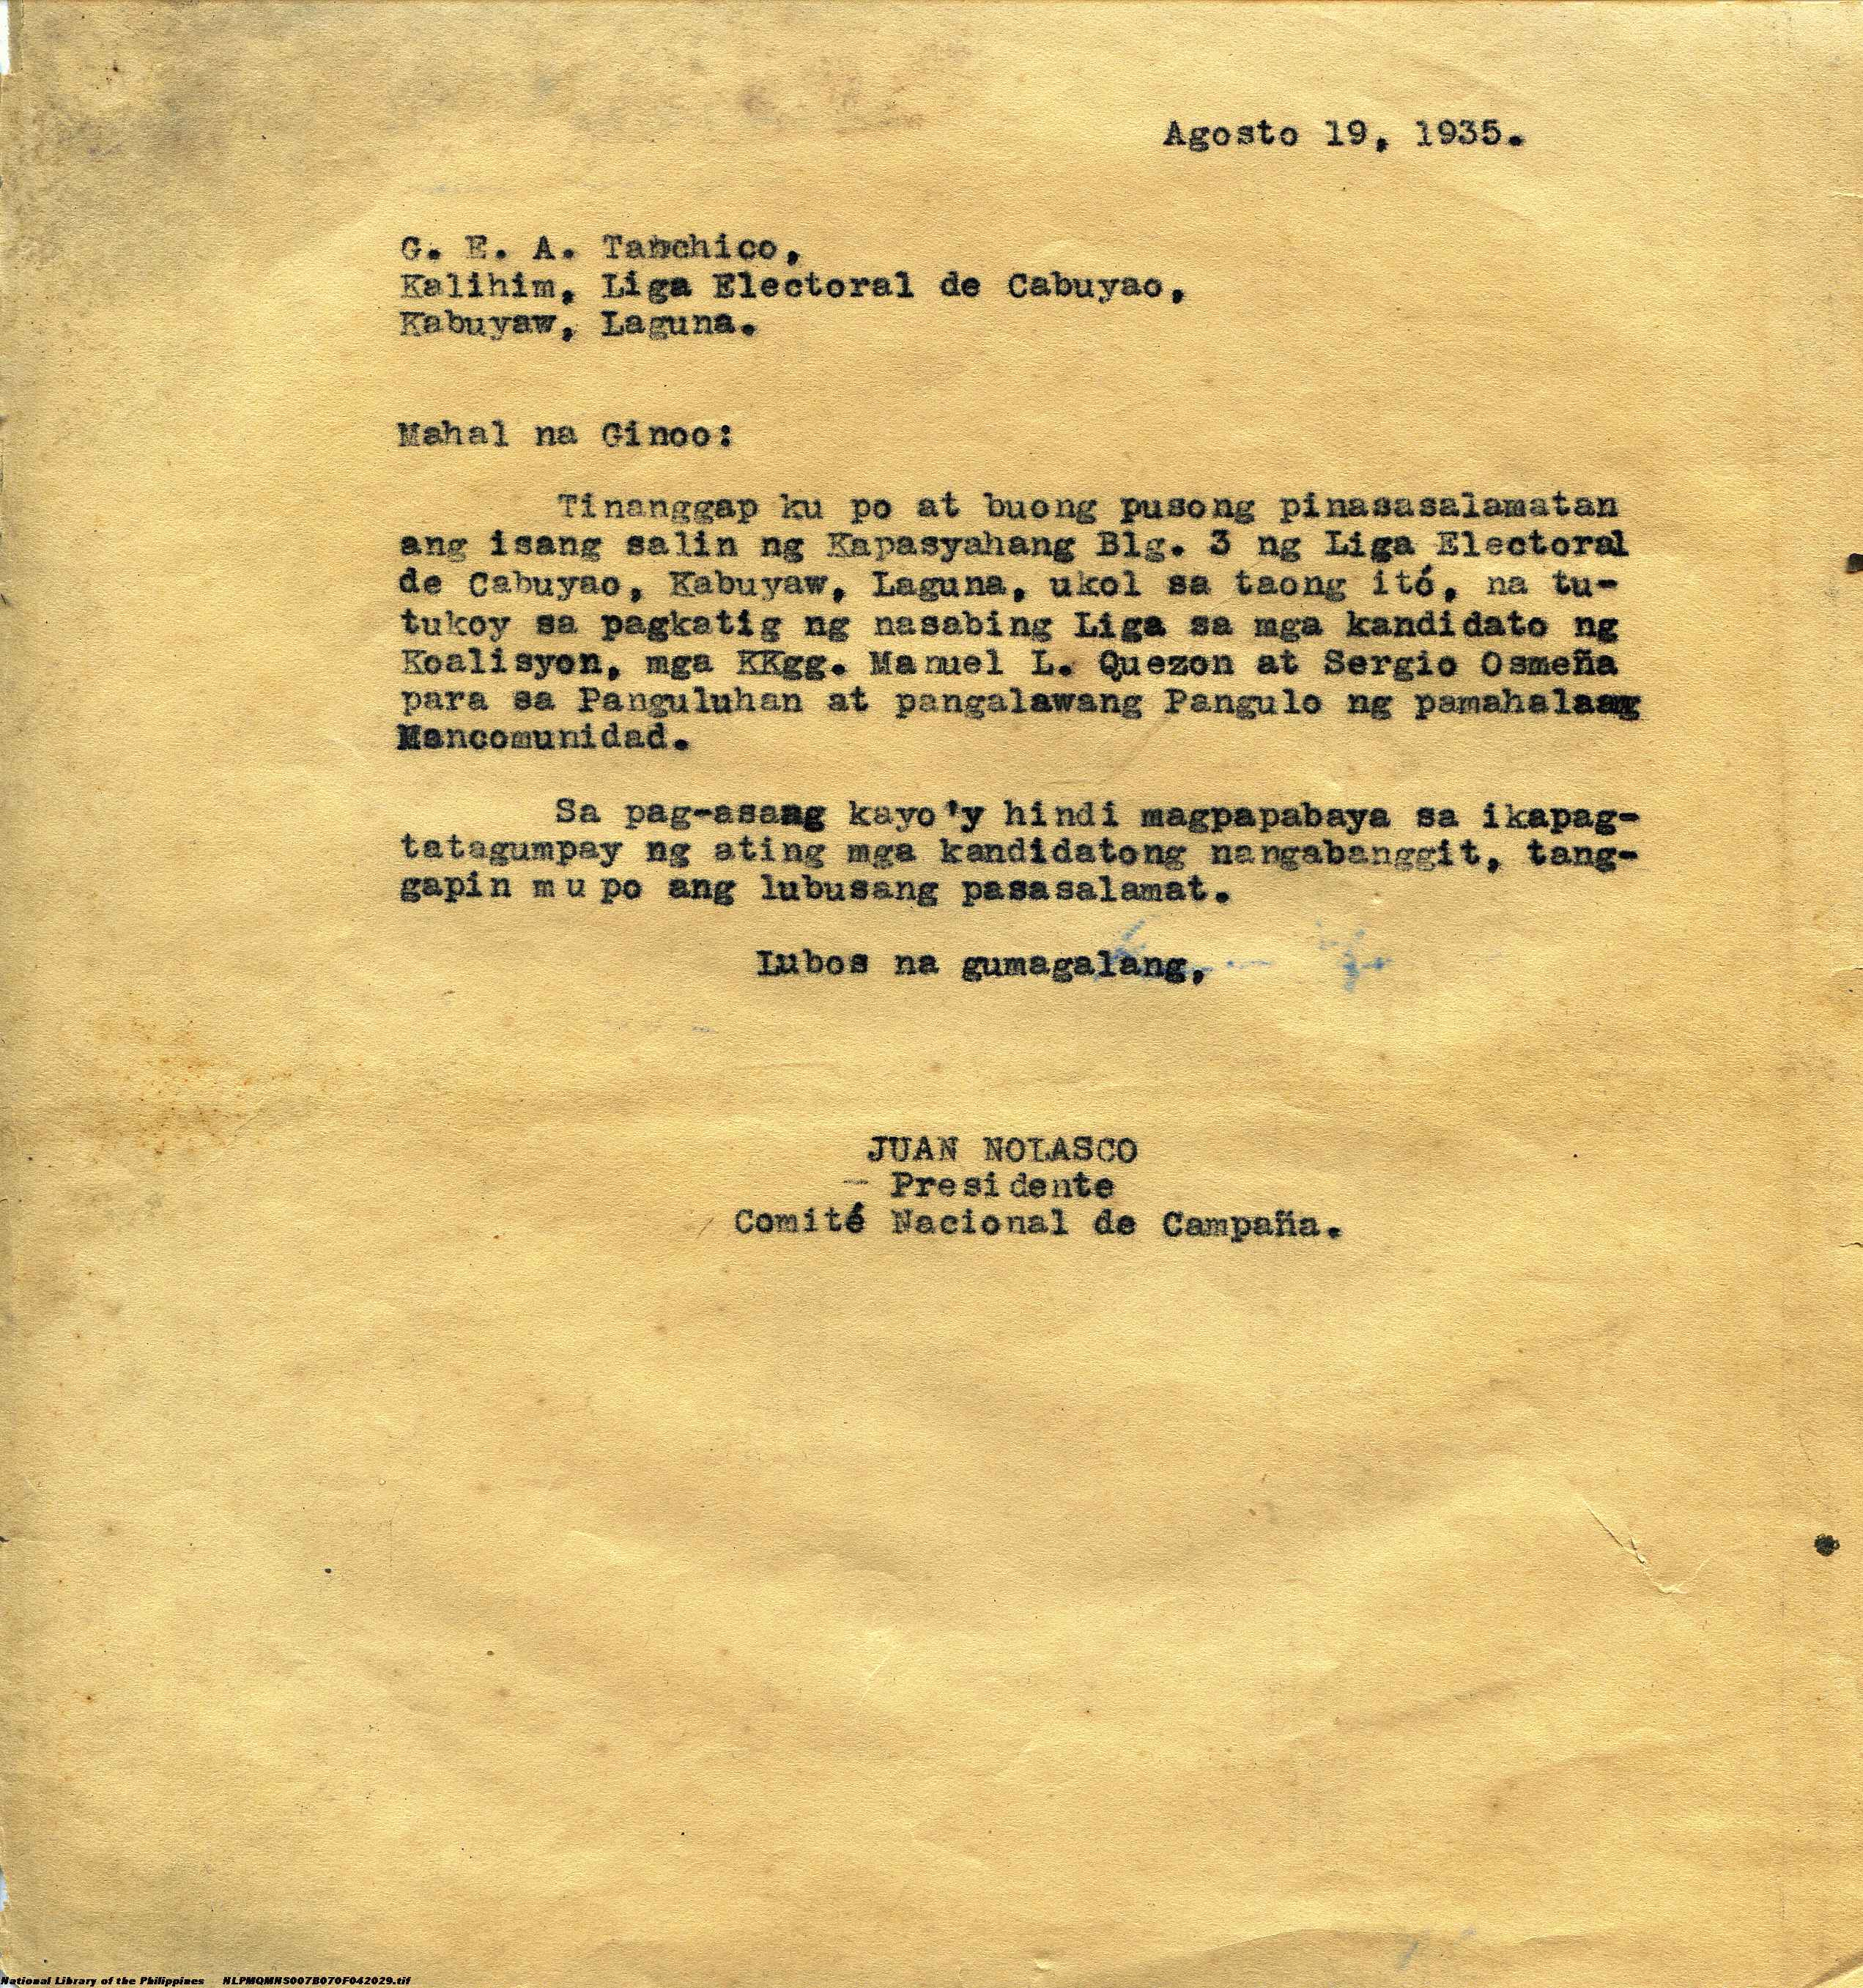 Agosto 19, 1935.
G. E. A. Tanchico,
Kalihim, Liga Electoral de Cabuyao,
Kabuyaw, Laguna.
Mahal na Ginoo:
Tinanggap ku po at buong pusong pinasasalamatan
ang isang salin ng Kapasyahang Blg. 3 ng Liga Electoral
de Cabuyao, Kabuyaw, Laguna, ukol sa taong itó, na tu-
tukoy sa pagkatig ng nasabing Liga sa mga kandidato ng
Koalisyon, mga KKgg. Manuel L. Quezon at Sergio Osmeña
para sa Panguluhan at pangalawang Pangulo ng pamahalaang
Mancomunidad.
Sa pag-asang kayo'y hindi magpapabaya sa ikapag-
tatagumpay ng ating mga kandidatong nangabanggit, tang-
gapin mu po ang lubusang pasasalamat.
Lubos na gumagalang,
JUAN NOLASCO
Presidente
Comité Nacional de Campaña.
National Library of the Philippines NLPMQMNS007B070F042029.tif